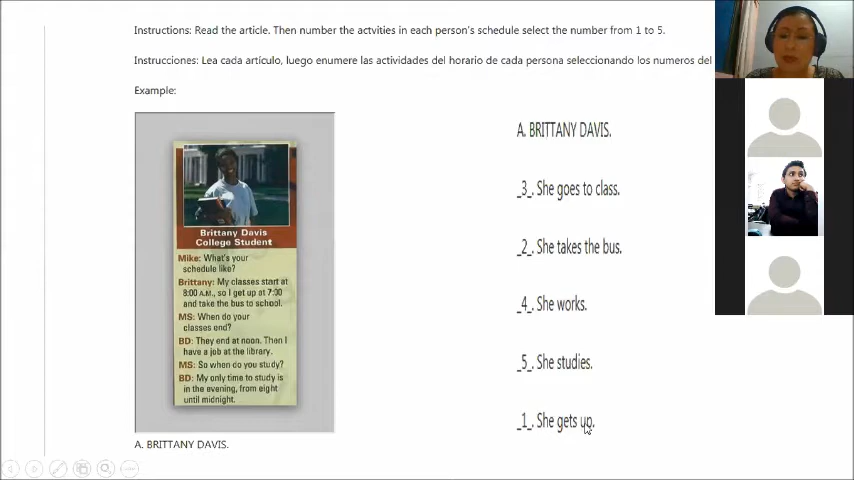 Instructions: Read the article. Then number the actvities in each person's schedule select the number from 1 to 5.
Instrucciones: Lea cada artículo, luego enumere las actividades del horario de cada persona seleccionando los numeros del
Example:
Brittany Davis
College Student
Mike: What's your
schedule like?
Brittany: My classes start at
8:00 A.M., so I get up at 7:00
and take the bus to school.
MS: When do your
classes end?
BD: They end at noon. Then I
have a job at the library.
MS: So when do you study?
BD: My only time to study is
in the evening, from eight
until midnight.
A. BRITTANY DAVIS.
A. BRITTANY DAVIS.
_3_. She goes to class.
_2_. She takes the bus.
_4_. She works.
_5_. She studies.
_1_. She gets up.